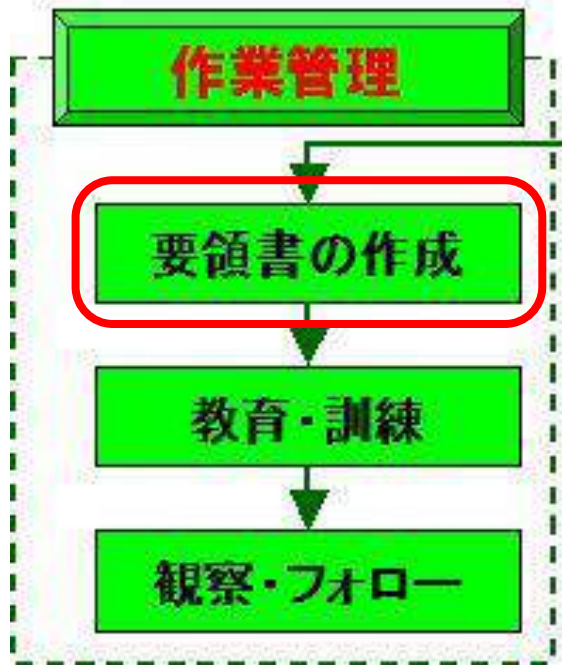 作業管理
要領書の作成
教育・訓練
観察・フォロー